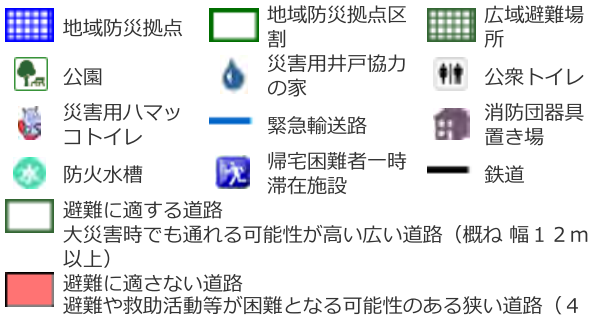 地域防災拠点
地域防災拠点区
割
広域避難場
所
公園
災害用井戸協力
の家
公衆トイレ
災害用ハマッ
コトイレ
緊急輸送路
消防団器具
置き場
防火水槽
帰宅困難者一時
滞在施設
鉄道
避難に適する道路
大災害時でも通れる可能性が高い広い道路（概ね 幅１２ｍ
以上）
避難に適さない道路
避難や救助活動等が困難となる可能性のある狭い道路（４